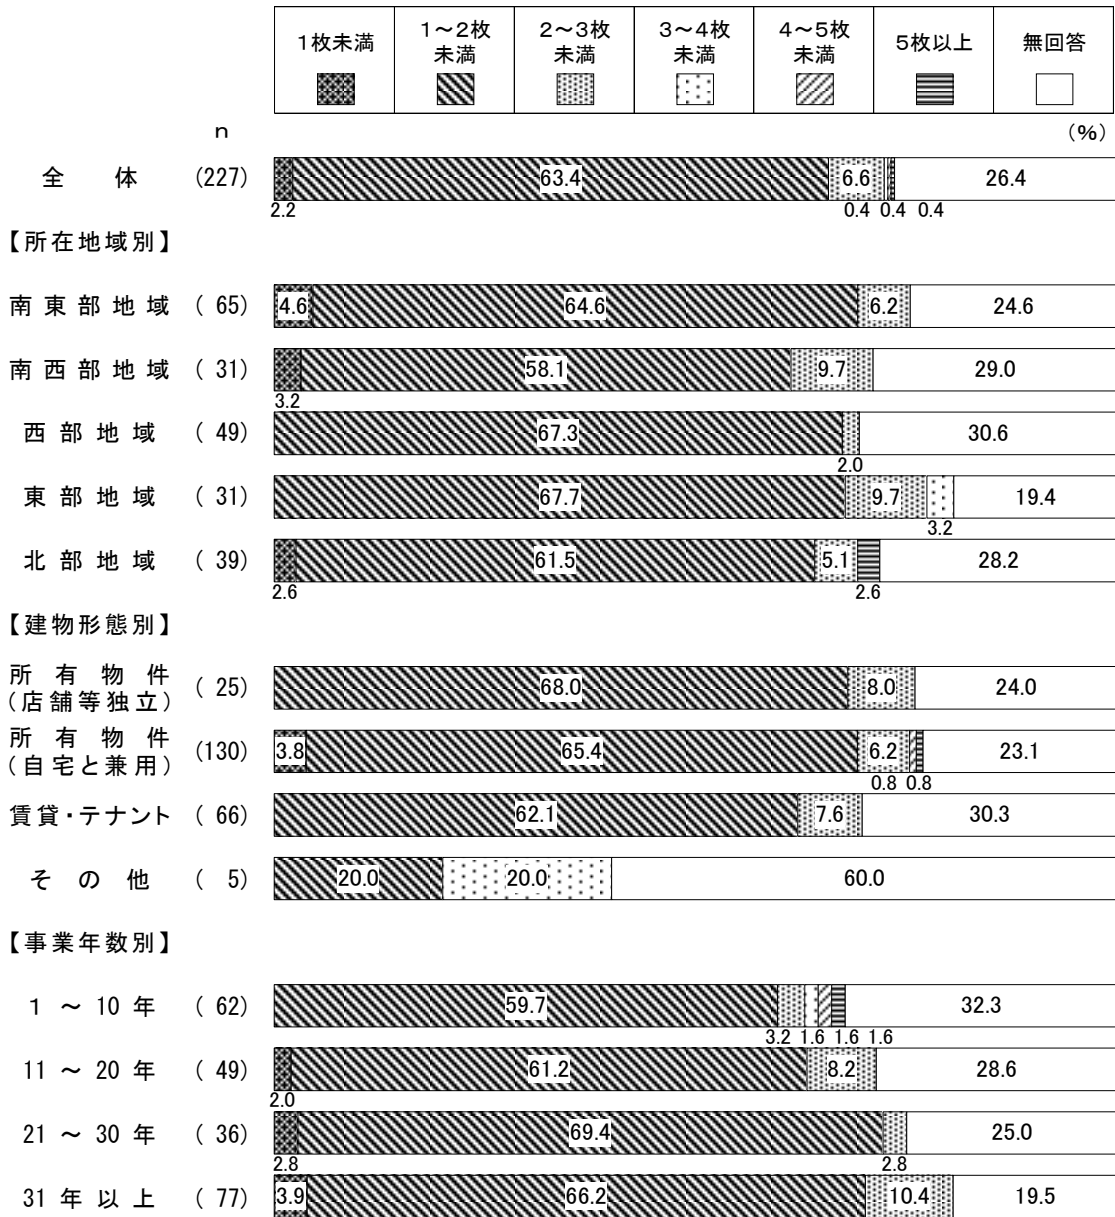 1枚未満 1～2枚未満 2～3枚未満 3～4枚未満 4～5枚未満 5枚以上 無回答
n (％)
全体 (227) 63.4 6.6 26.4
2.2 0.4 0.4 0.4
【所在地域別】
南東部地域 ( 65) 4.6 64.6 6.2 24.6
南西部地域 ( 31) 58.1 9.7 29.0
3.2
西部地域 ( 49) 67.3 30.6
2.0
東部地域 ( 31) 67.7 9.7 19.4
3.2
北部地域 ( 39) 61.5 5.1 28.2
2.6 2.6
【建物形態別】
所有物件
(店舗等独立) ( 25) 68.0 8.0 24.0
所有物件
(自宅と兼用) (130) 3.8 65.4 6.2 23.1
0.8 0.8
賃貸・テナント ( 66) 62.1 7.6 30.3
その他 ( 5) 20.0 20.0 60.0
【事業年数別】
1～10年 ( 62) 59.7 32.3
3.2 1.6 1.6 1.6
11～20年 ( 49) 61.2 8.2 28.6
2.0
21～30年 ( 36) 69.4 25.0
2.8 2.8
31年以上 ( 77) 3.9 66.2 10.4 19.5